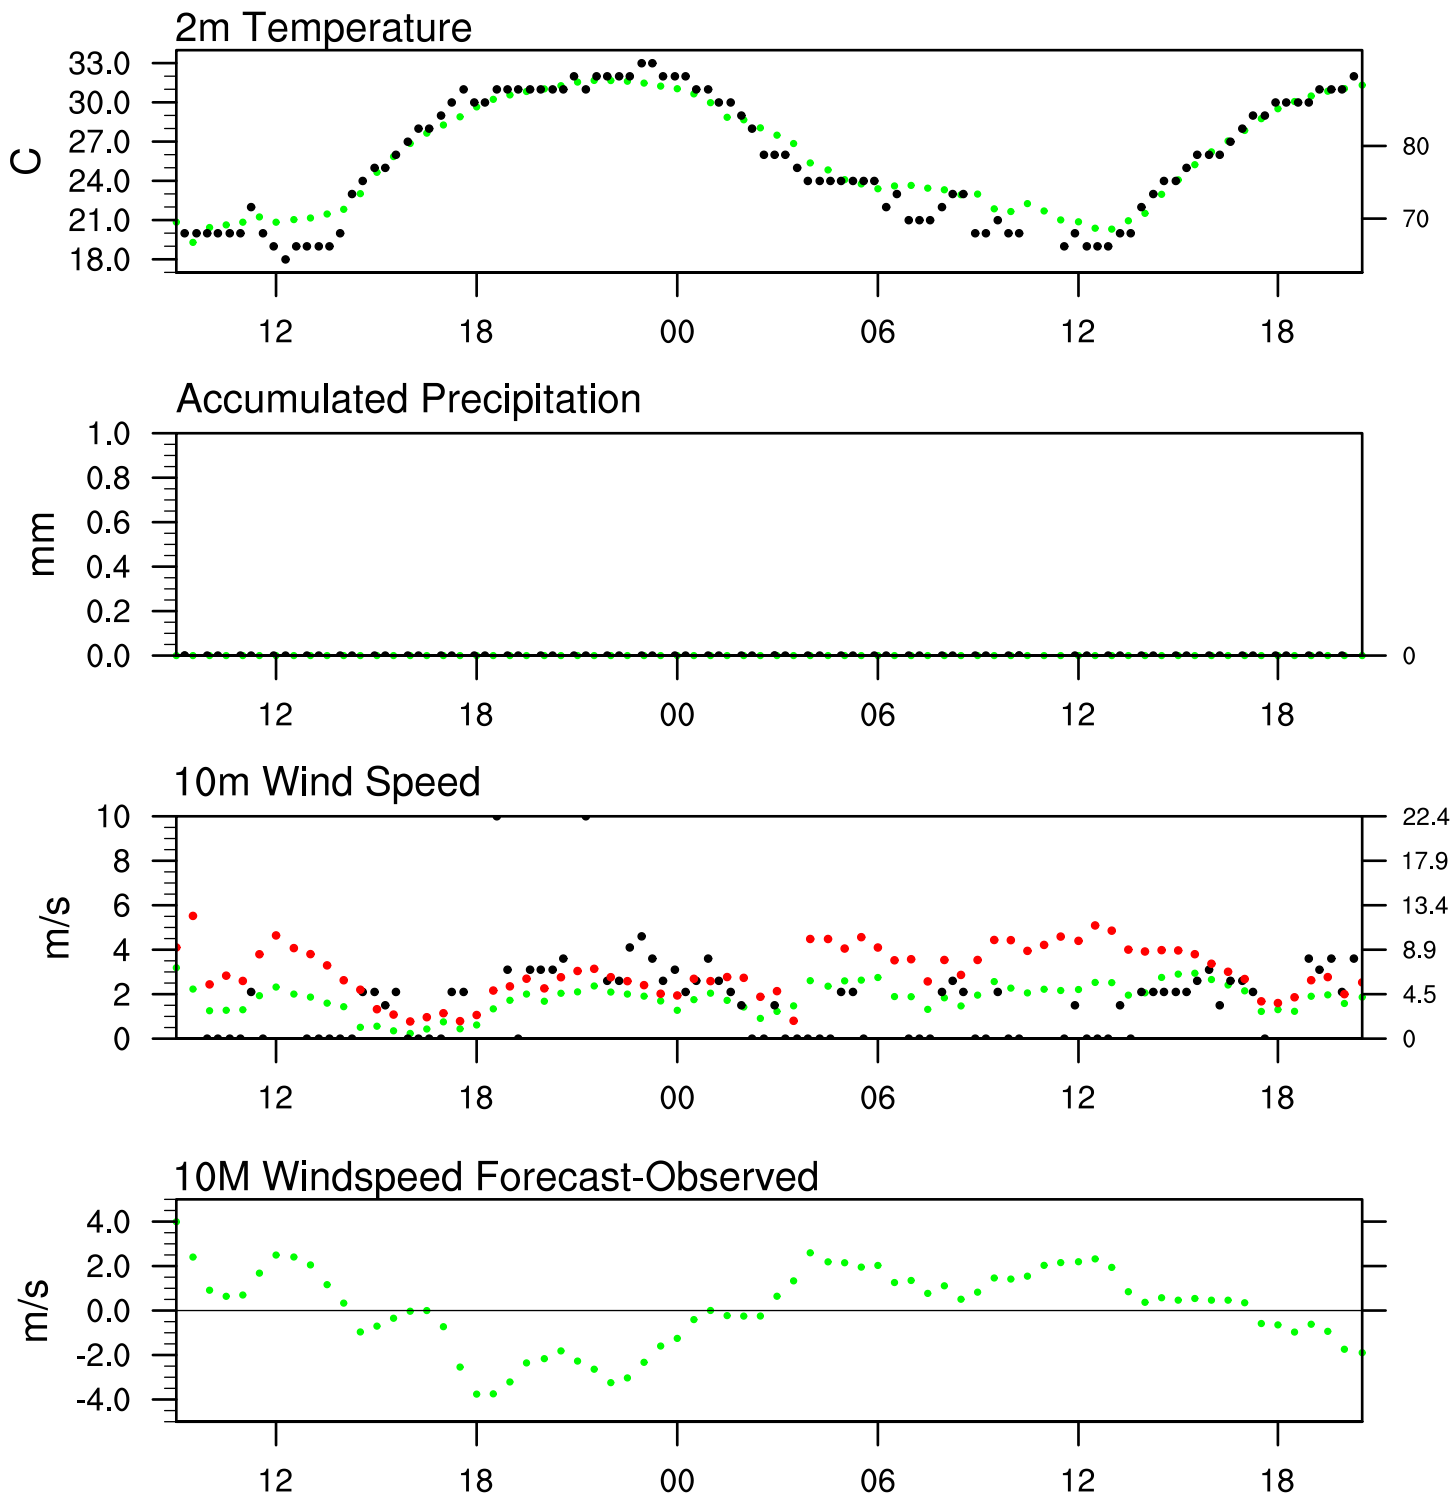 2m Temperature
33.0
30.0
27.0
24.0
21.0
18.0
C
80
70
12 18 00 06 12 18
Accumulated Precipitation
1.0
0.8
0.6
0.4
0.2
0.0
mm
0
12 18 00 06 12 18
10m Wind Speed
10
8
6
4
2
0
m/s
22.4
17.9
13.4
8.9
4.5
0
12 18 00 06 12 18
10M Windspeed Forecast-Observed
4.0
2.0
0.0
-2.0
-4.0
m/s
12 18 00 06 12 18